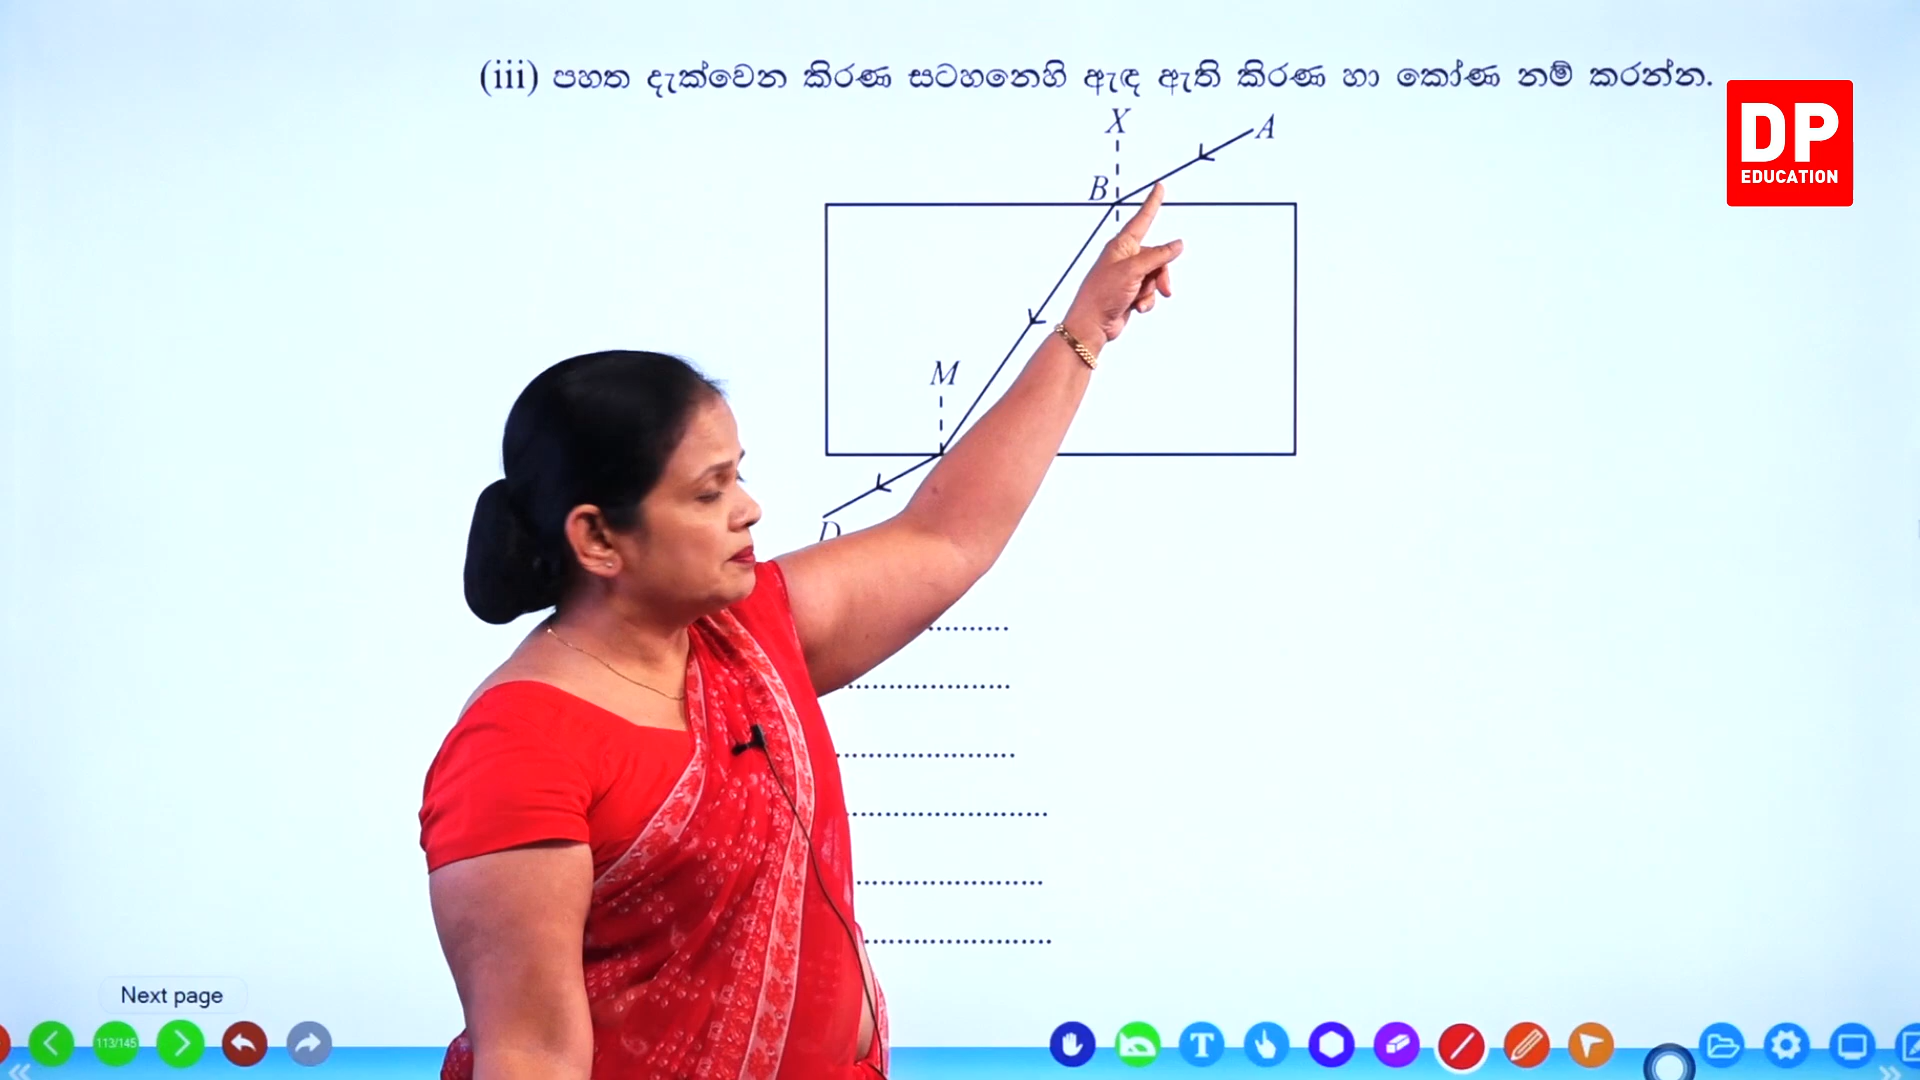 (iii) පහත දැක්වෙන කිරණ සටහනෙහි ඇඳ ඇති කිරණ හා කෝණ නම් කරන්න.
X
A
B
DP
EDUCATION
M
D
Next page
113/145
T